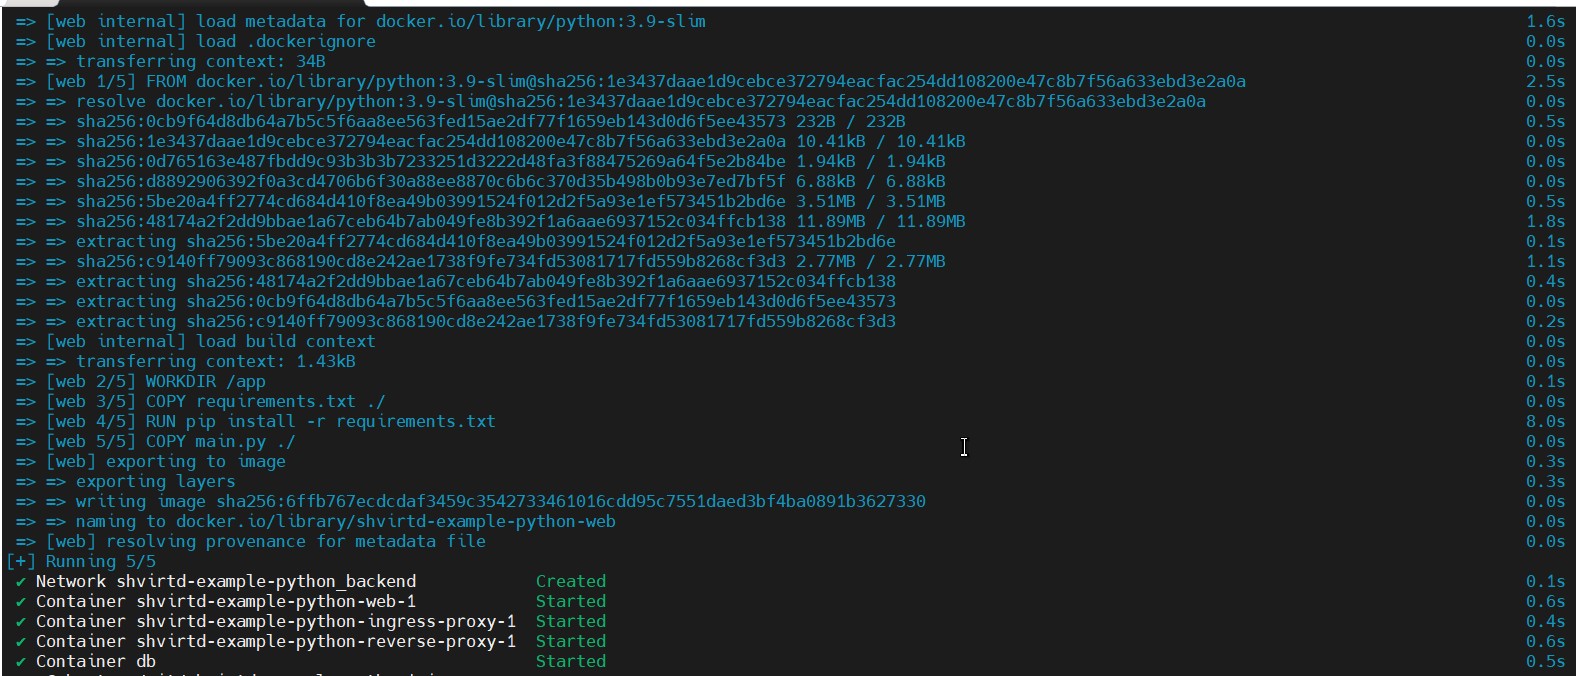 => [web internal] load metadata for docker.io/library/python:3.9-slim 1.6s
=> [web internal] load .dockerignore 0.0s
=> => transferring context: 34B 0.0s
=> [web 1/5] FROM docker.io/library/python:3.9-slim@sha256:1e3437daae1d9cebce372794eacfac254dd108200e47c8b7f56a633ebd3e2a0a 2.5s
=> => resolve docker.io/library/python:3.9-slim@sha256:1e3437daae1d9cebce372794eacfac254dd108200e47c8b7f56a633ebd3e2a0a 0.0s
=> => sha256:0cb9f64d8db64a7b5c5f6aa8ee563fed15ae2df77f1659eb143d0d6f5ee43573 232B / 232B 0.5s
=> => sha256:1e3437daae1d9cebce372794eacfac254dd108200e47c8b7f56a633ebd3e2a0a 10.41kB / 10.41kB 0.0s
=> => sha256:0d765163e487fbdd9c93b3b3b7233251d3222d48fa3f88475269a64f5e2b84be 1.94kB / 1.94kB 0.0s
=> => sha256:d8892906392f0a3cd4706b6f30a88ee8870c6b6c370d35b498b0b93e7ed7bf5f 6.88kB / 6.88kB 0.0s
=> => sha256:5be20a4ff2774cd684d410f8ea49b03991524f012d2f5a93e1ef573451b2bd6e 3.51MB / 3.51MB 0.5s
=> => sha256:48174a2f2dd9bbae1a67ceb64b7ab049fe8b392f1a6aae6937152c034ffcb138 11.89MB / 11.89MB 1.8s
=> => extracting sha256:5be20a4ff2774cd684d410f8ea49b03991524f012d2f5a93e1ef573451b2bd6e 0.1s
=> => sha256:c9140ff79093c868190cd8e242ae1738f9fe734fd53081717fd559b8268cf3d3 2.77MB / 2.77MB 1.1s
=> => extracting sha256:48174a2f2dd9bbae1a67ceb64b7ab049fe8b392f1a6aae6937152c034ffcb138 0.4s
=> => extracting sha256:0cb9f64d8db64a7b5c5f6aa8ee563fed15ae2df77f1659eb143d0d6f5ee43573 0.0s
=> => extracting sha256:c9140ff79093c868190cd8e242ae1738f9fe734fd53081717fd559b8268cf3d3 0.2s
=> [web internal] load build context 0.0s
=> => transferring context: 1.43kB 0.0s
=> [web 2/5] WORKDIR /app 0.1s
=> [web 3/5] COPY requirements.txt ./ 0.0s
=> [web 4/5] RUN pip install -r requirements.txt 8.0s
=> [web 5/5] COPY main.py ./ 0.0s
=> [web] exporting to image 0.3s
=> => exporting layers 0.3s
=> => writing image sha256:6ffb767ecdcdaf3459c3542733461016cdd95c7551daed3bf4ba0891b3627330 0.0s
=> => naming to docker.io/library/shvirtd-example-python-web 0.0s
=> [web] resolving provenance for metadata file 0.0s
[+] Running 5/5
✔ Network shvirtd-example-python_backend Created 0.1s
✔ Container shvirtd-example-python-web-1 Started 0.6s
✔ Container shvirtd-example-python-ingress-proxy-1 Started 0.4s
✔ Container shvirtd-example-python-reverse-proxy-1 Started 0.6s
✔ Container db Started 0.5s